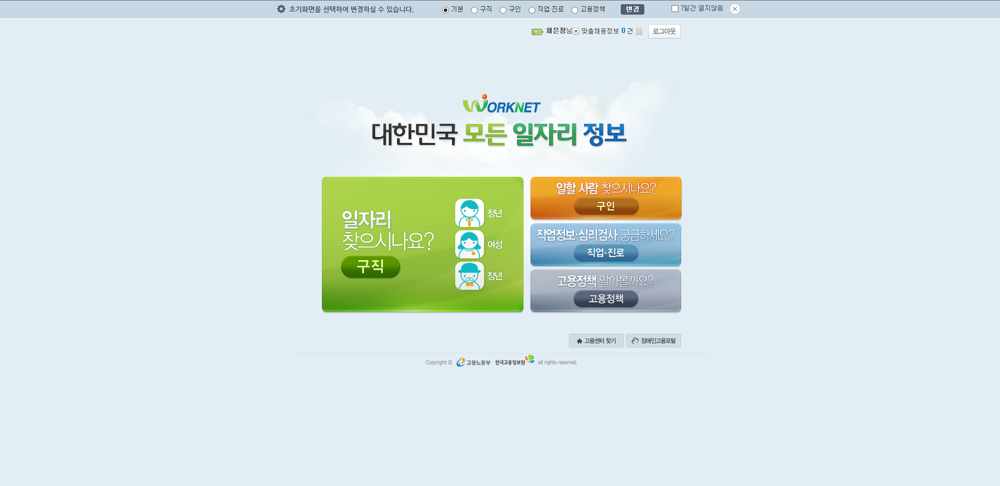 초기화면을 선택하여 변경하실 수 있습니다. 기본 구직 구인 직업·진로 고용정책 변경 7일간 열지않음
개인 채은정님 맞춤채용정보 0 건 로그아웃
WORKNET
대한민국 모든 일자리 정보
일자리
찾으시나요?
구직
청년
여성
장년
일할 사람 찾으시나요?
구인
직업정보·심리검사 궁금하세요?
직업·진로
고용정책 알아볼까요?
고용정책
고용센터 찾기 장애인고용포털
Copyright © 고용노동부 한국고용정보원 all rights reserved.